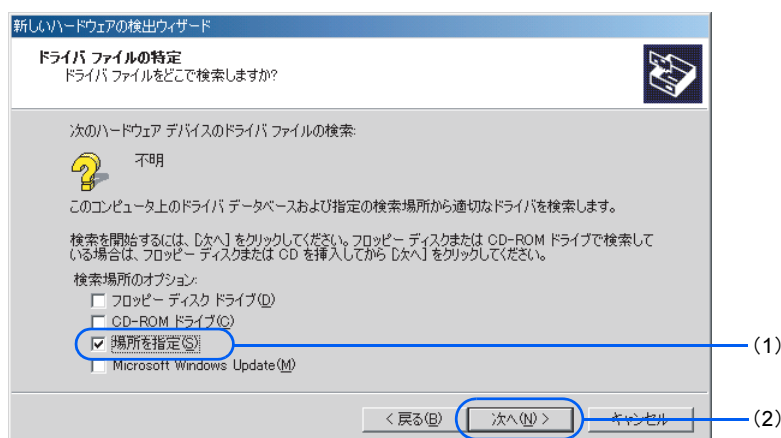 新しいハードウェアの検出ウィザード
ドライバ ファイルの特定
ドライバ ファイルをどこで検索しますか?
次のハードウェア デバイスのドライバ ファイルの検索:
不明
このコンピュータ上のドライバ データベースおよび指定の検索場所から適切なドライバを検索します。
検索を開始するには、[次へ] をクリックしてください。フロッピー ディスクまたは CD-ROM ドライブで検索して
いる場合は、フロッピー ディスクまたは CD を挿入してから [次へ] をクリックしてください。
検索場所のオプション:
フロッピー ディスク ドライブ(D)
CD-ROM ドライブ(C)
場所を指定(S)
(1)
Microsoft Windows Update(M)
< 戻る(B)
次へ(N) >
キャンセル
(2)